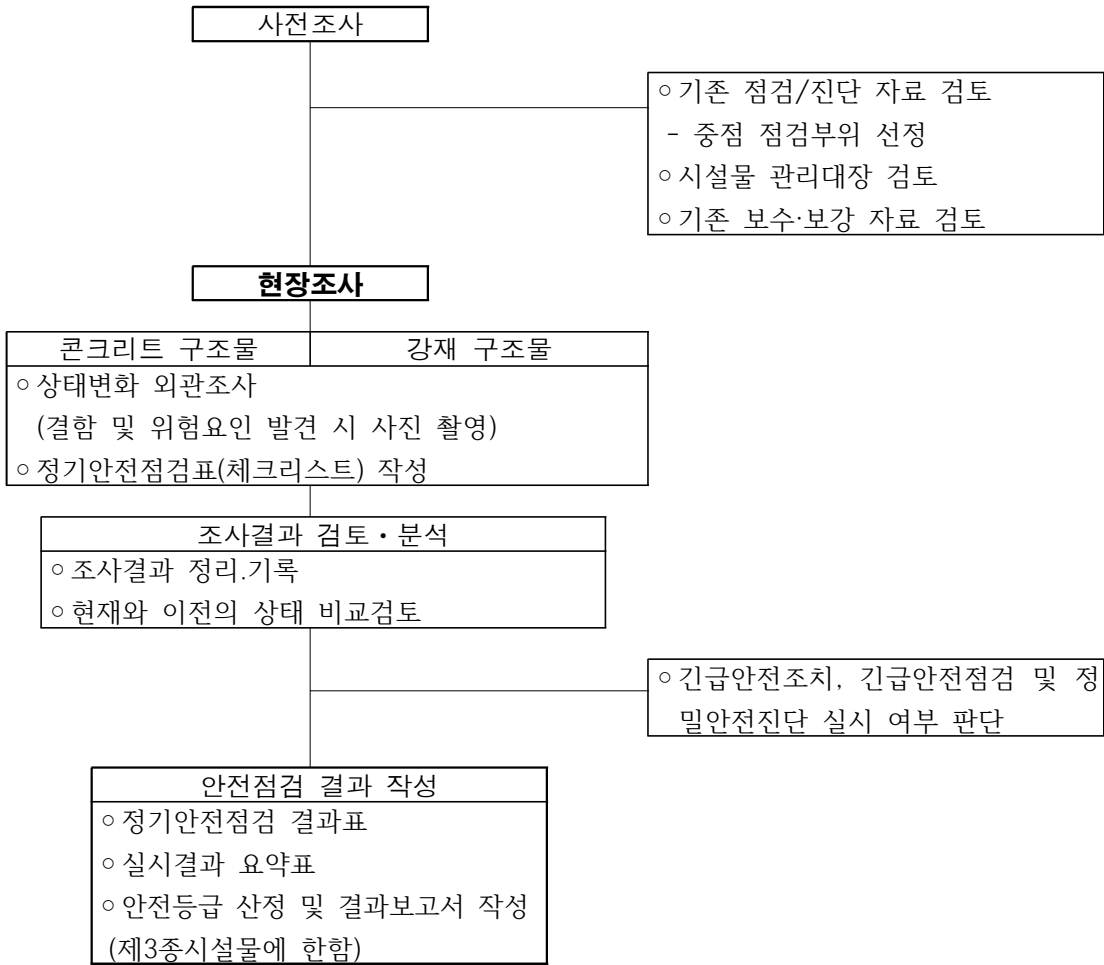 사전조사
○ 기존 점검/진단 자료 검토
- 중점 점검부위 선정
○ 시설물 관리대장 검토
○ 기존 보수·보강 자료 검토
현장조사
콘크리트 구조물 강재 구조물
○ 상태변화 외관조사
(결함 및 위험요인 발견 시 사진 촬영)
○ 정기안전점검표(체크리스트) 작성
조사결과 검토・분석
○ 조사결과 정리.기록
○ 현재와 이전의 상태 비교검토
○ 긴급안전조치, 긴급안전점검 및 정
밀안전진단 실시 여부 판단
안전점검 결과 작성
○ 정기안전점검 결과표
○ 실시결과 요약표
○ 안전등급 산정 및 결과보고서 작성
(제3종시설물에 한함)